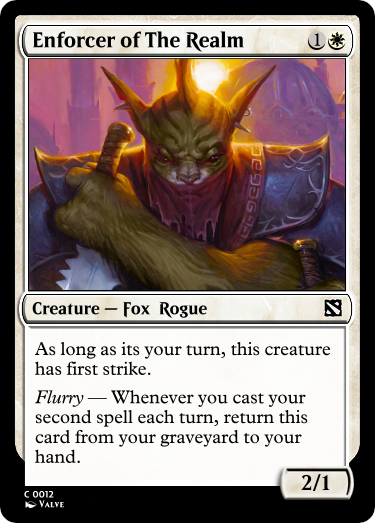 Enforcer of The Realm 1
Creature — Fox Rogue
As long as its your turn, this creature
has first strike.
Flurry — Whenever you cast your
second spell each turn, return this
card from your graveyard to your
hand.
2/1
C 0012
Valve